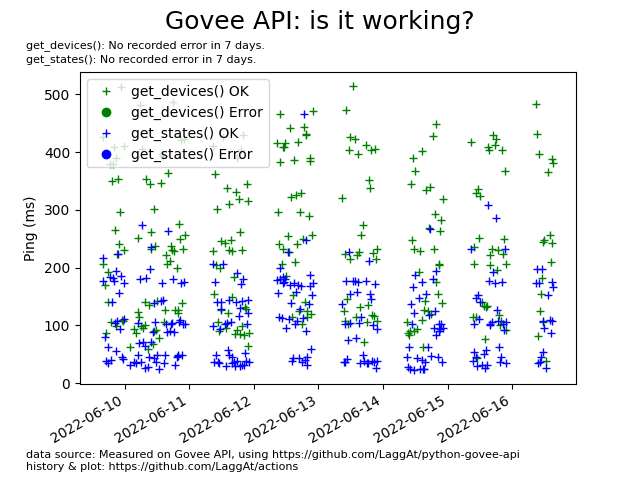 Govee API: is it working?
get_devices(): No recorded error in 7 days.
get_states(): No recorded error in 7 days.
get_devices() OK
get_devices() Error
get_states() OK
get_states() Error
Ping (ms)
500
400
300
200
100
0
2022-06-10
2022-06-11
2022-06-12
2022-06-13
2022-06-14
2022-06-15
2022-06-16
data source: Measured on Govee API, using https://github.com/LaggAt/python-govee-api
history & plot: https://github.com/LaggAt/actions